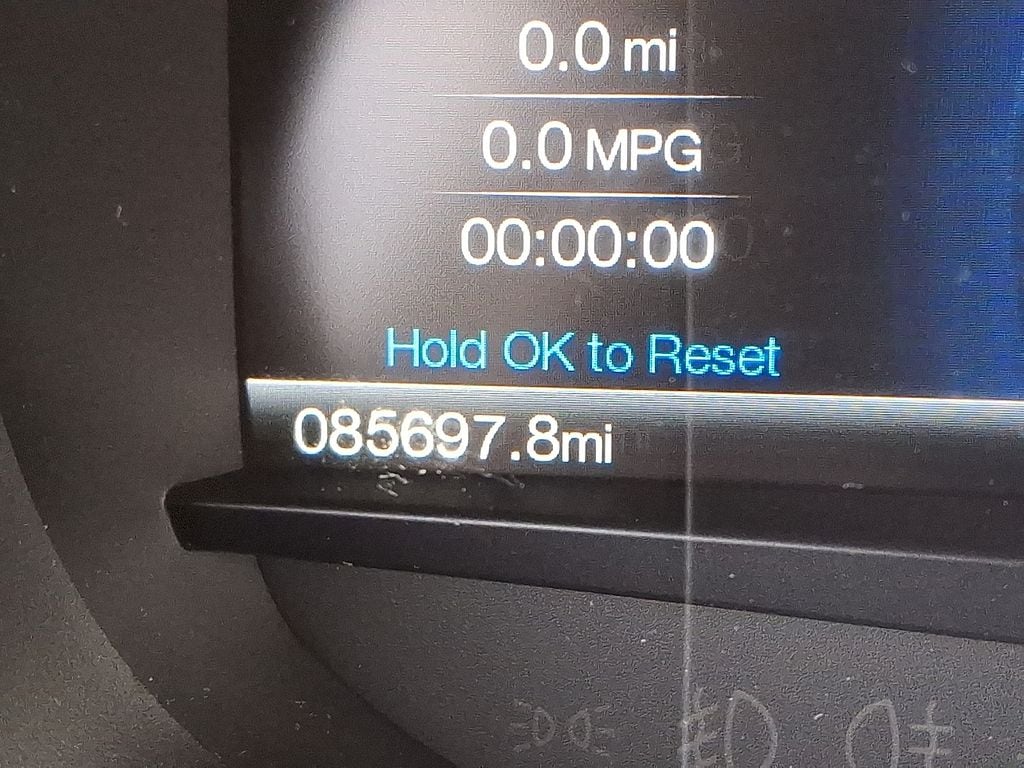 0.0 mi
0.0 MPG
00:00:00
Hold OK to Reset
085697.8mi